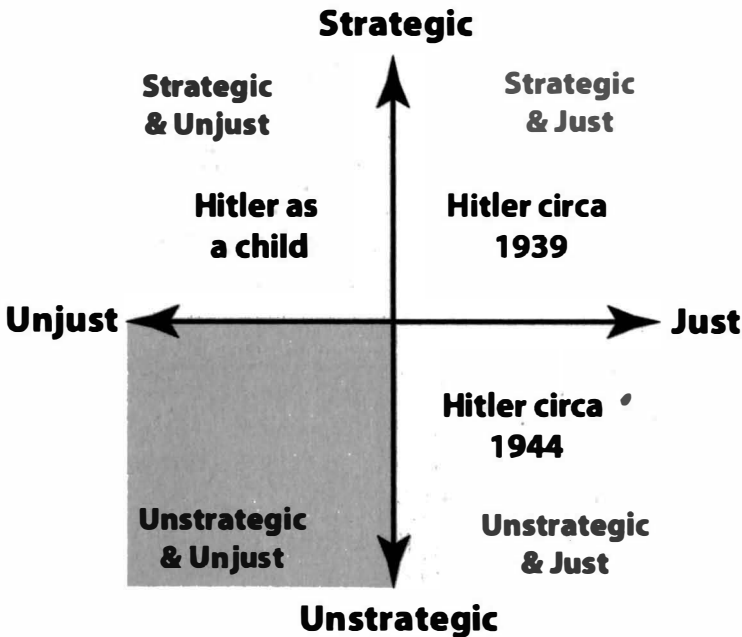 Strategic
Strategic
& Unjust
Strategic
& Just
Hitler as
a child
Hitler circa
1939
Unjust
Just
Hitler circa
1944
Unstrategic
& Unjust
Unstrategic
& Just
Unstrategic